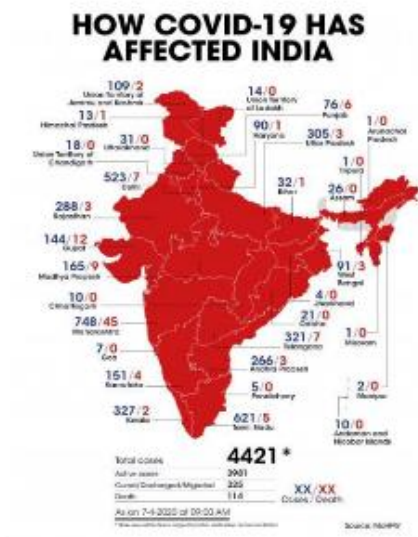 HOW COVID-19 HAS
AFFECTED INDIA
109/2
Union Territory of
Jammu and Kashmir
14/0
Union Territory
of Ladakh
76/6
Punjab
13/1
Himachal Pradesh
90/1
Haryana
1/0
Arunachal
Pradesh
18/0
Union Territory of
Chandigarh
31/0
Uttarakhand
305/3
Uttar Pradesh
1/0
Tripura
523/7
Delhi
32/1
Bihar
26/0
Assam
288/3
Rajasthan
144/12
Gujrat
165/9
Madhya Pradesh
91/3
West
Bengal
10/0
Chhattisgarh
4/0
Jharkhand
748/45
Maharashtra
21/0
Odisha
7/0
Goa
321/7
Telangana
1/0
Mizoram
151/4
Karnataka
266/3
Andhra Pradesh
5/0
Pondicherry
2/0
Manipur
327/2
Kerala
621/5
Tamil Nadu
10/0
Andaman and
Nicobar Islands
Total cases 4421*
Active cases 3981
Cured/Discharged/Migrated 325
Death 114
XX/XX
Cases/Death
As on 7-4-2020 at 09:00 AM
Source: MoHFW